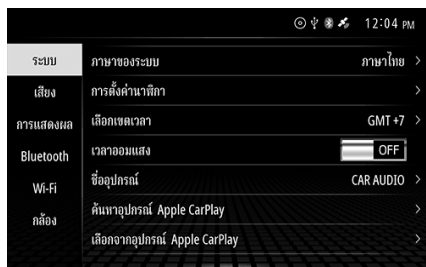 12:04 PM
ระบบ
เสียง
การแสดงผล
Bluetooth
Wi-Fi
กล้อง
ภาษาของระบบ ภาษาไทย >
การตั้งค่านาฬิกา >
เลือกเขตเวลา GMT +7 >
เวลาออมแสง OFF
ชื่ออุปกรณ์ CAR AUDIO >
ค้นหาอุปกรณ์ Apple CarPlay >
เลือกจากอุปกรณ์ Apple CarPlay >